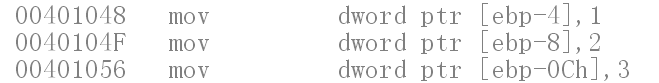 00401048 mov dword ptr [ebp-4],1
0040104F mov dword ptr [ebp-8],2
00401056 mov dword ptr [ebp-0Ch],3